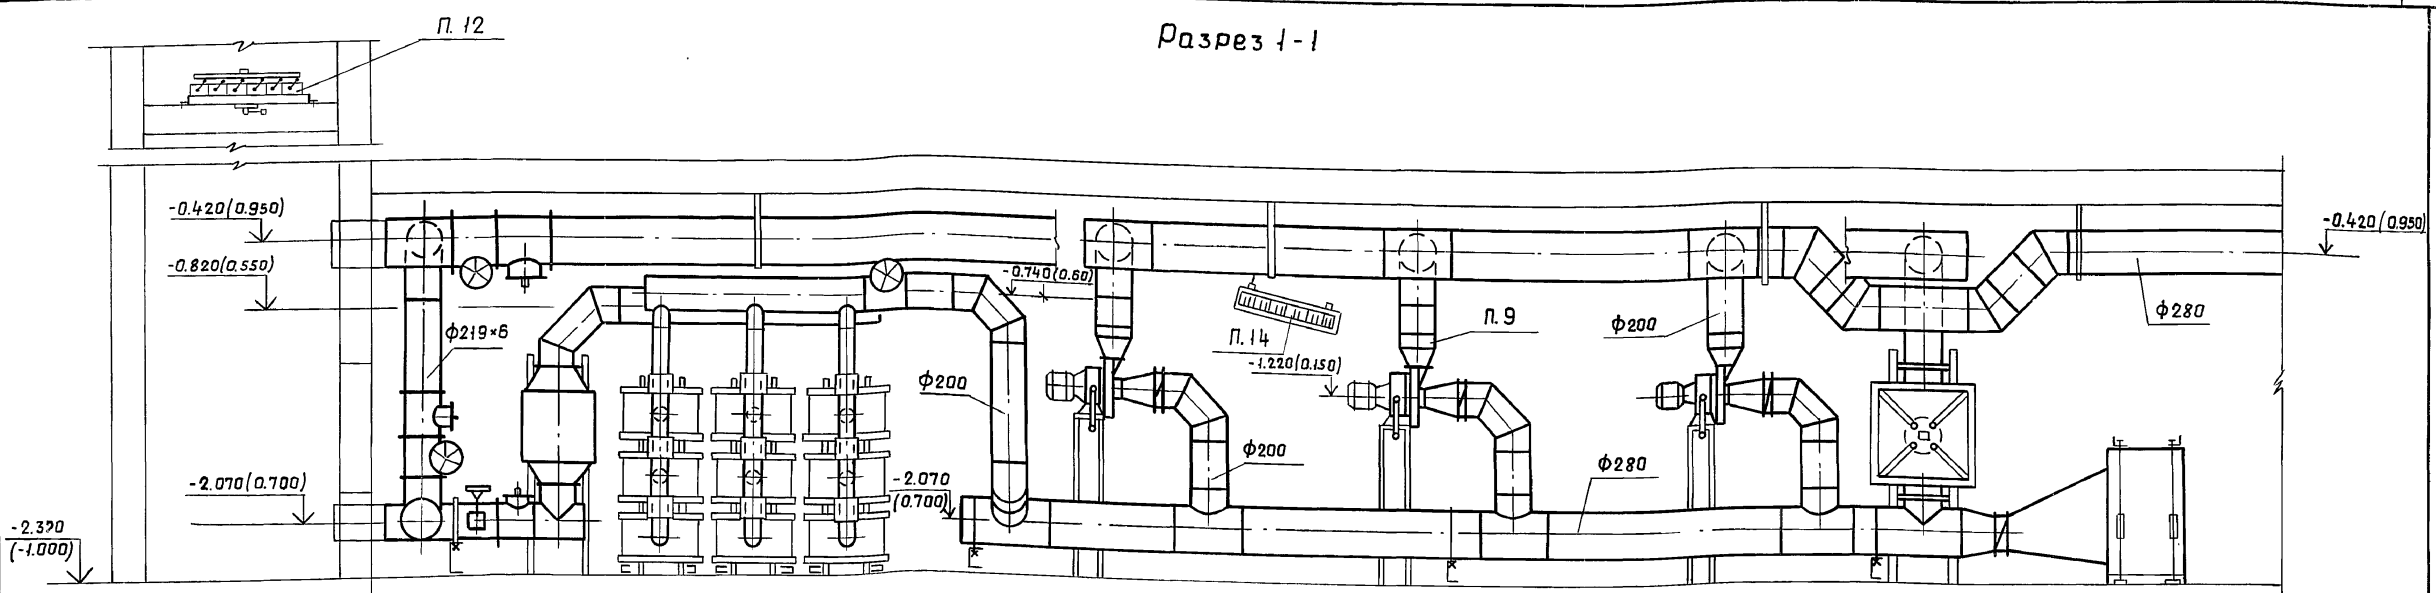 П. 12
Разрез 1-1
-0.420(0.950)
-0.420(0.950)
-0.820(0.550)
-0.740(0.60)
ф280
ф219×6
П. 14
П. 9
ф200
-1.220(0.150)
ф200
ф200
ф280
-2.070(0.700)
-2.070
(0.700)
-2.370
(-1.000)